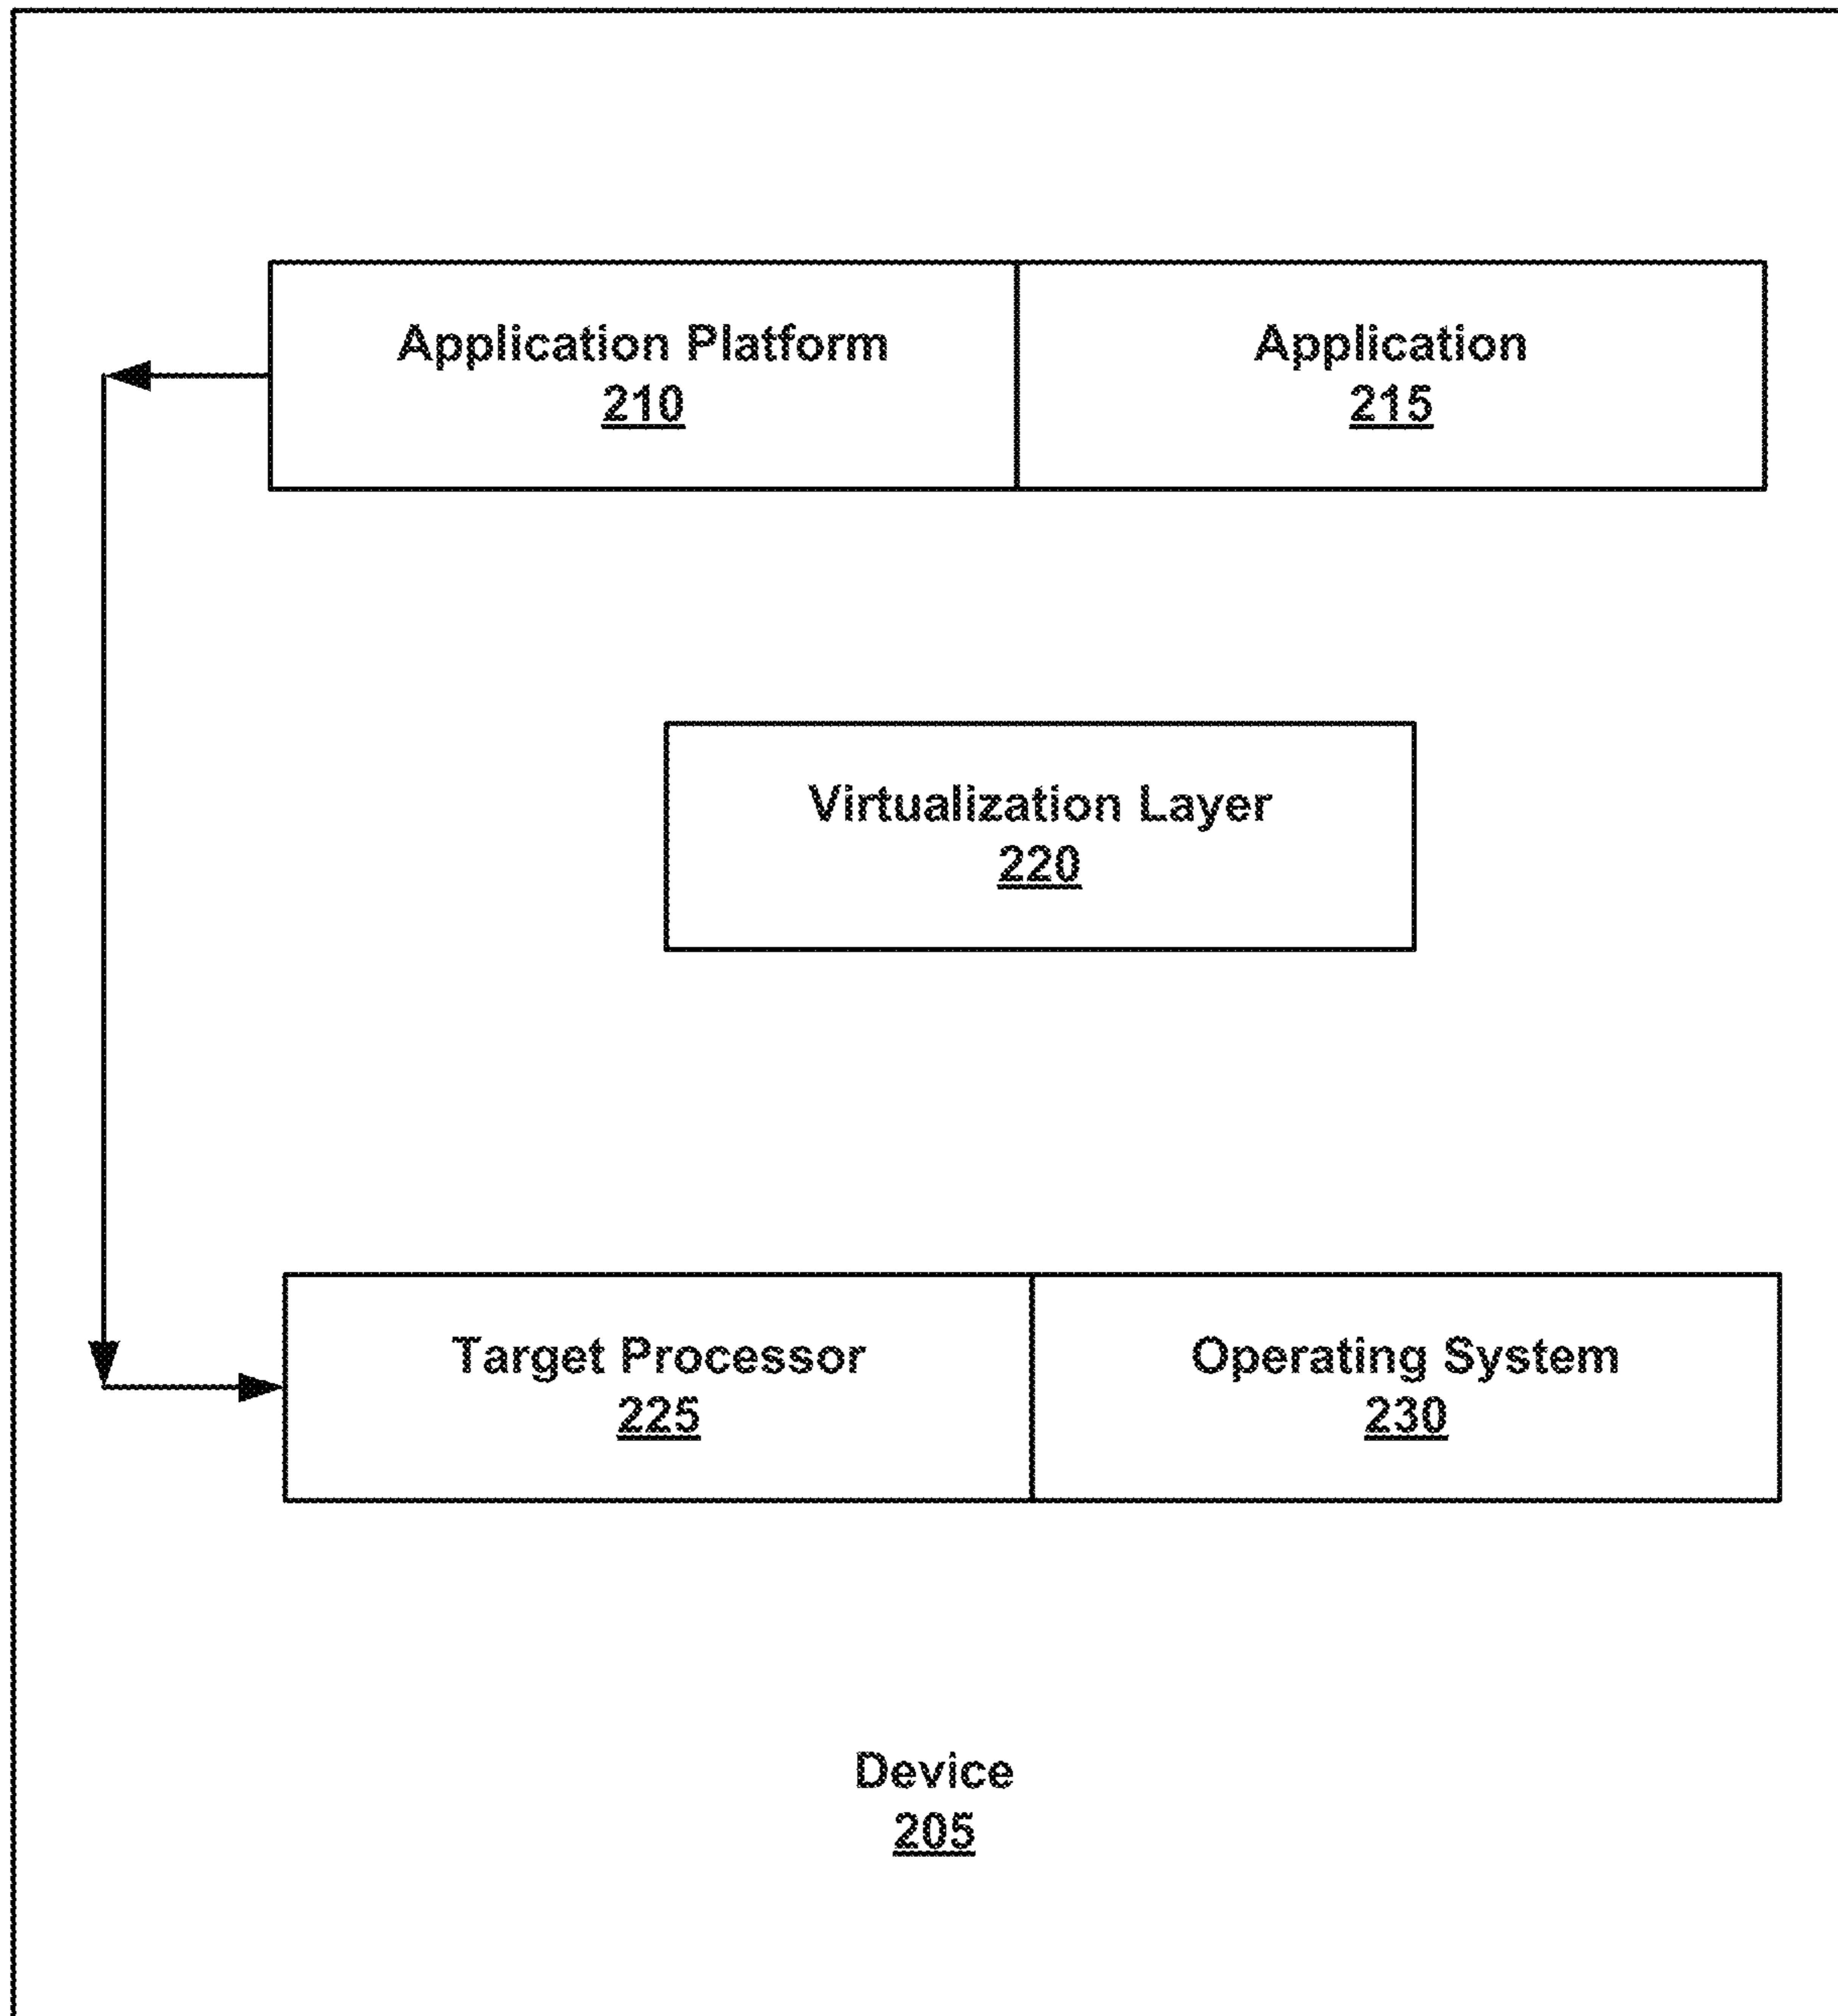 Application Platform
210
Application
215
Virtualization Layer
220
Target Processor
225
Operating System
230
Device
205